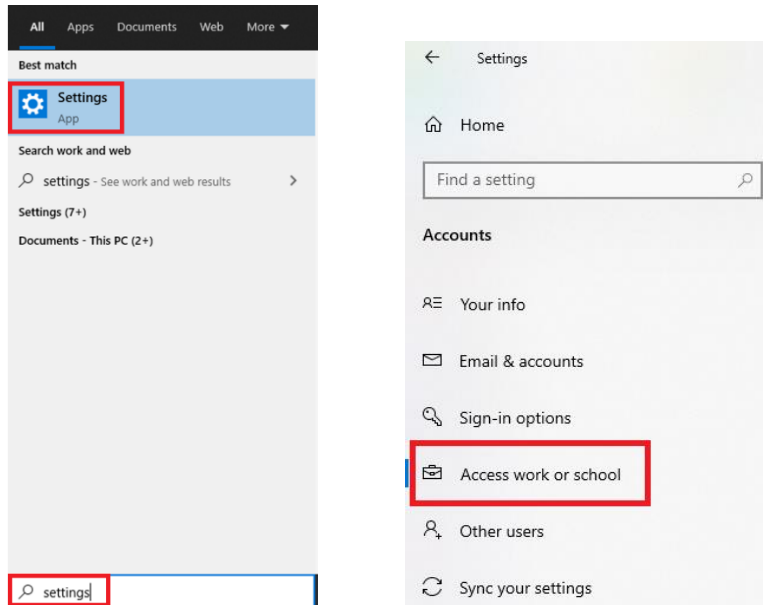 All Apps Documents Web More
Best match
Settings
App
Search work and web
settings - See work and web results
Settings (7+)
Documents - This PC (2+)
settings
Settings
Home
Find a setting
Accounts
Your info
Email & accounts
Sign-in options
Access work or school
Other users
Sync your settings